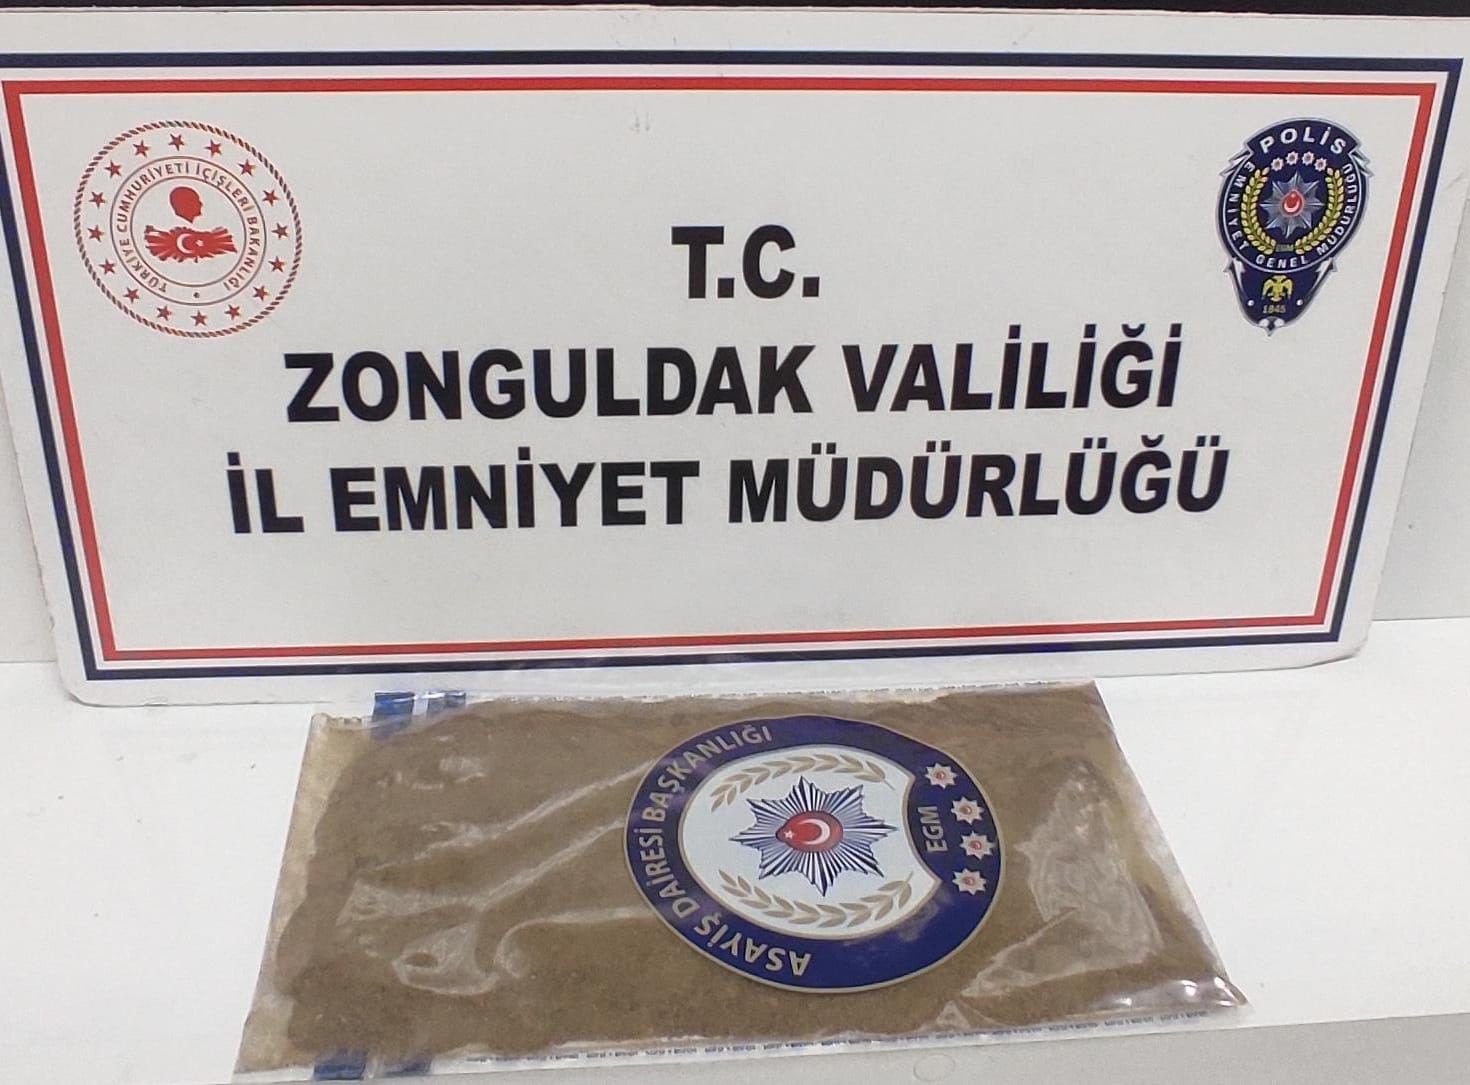 TÜRKİYE CUMHURİYETİ İÇİŞLERİ BAKANLIĞI
POLİS
EMNİYET GENEL MÜDÜRLÜĞÜ
EGM
1845
T.C.
ZONGULDAK VALİLİĞİ
İL EMNİYET MÜDÜRLÜĞÜ
ASAYİŞ DAİRESİ BAŞKANLIĞI
EGM